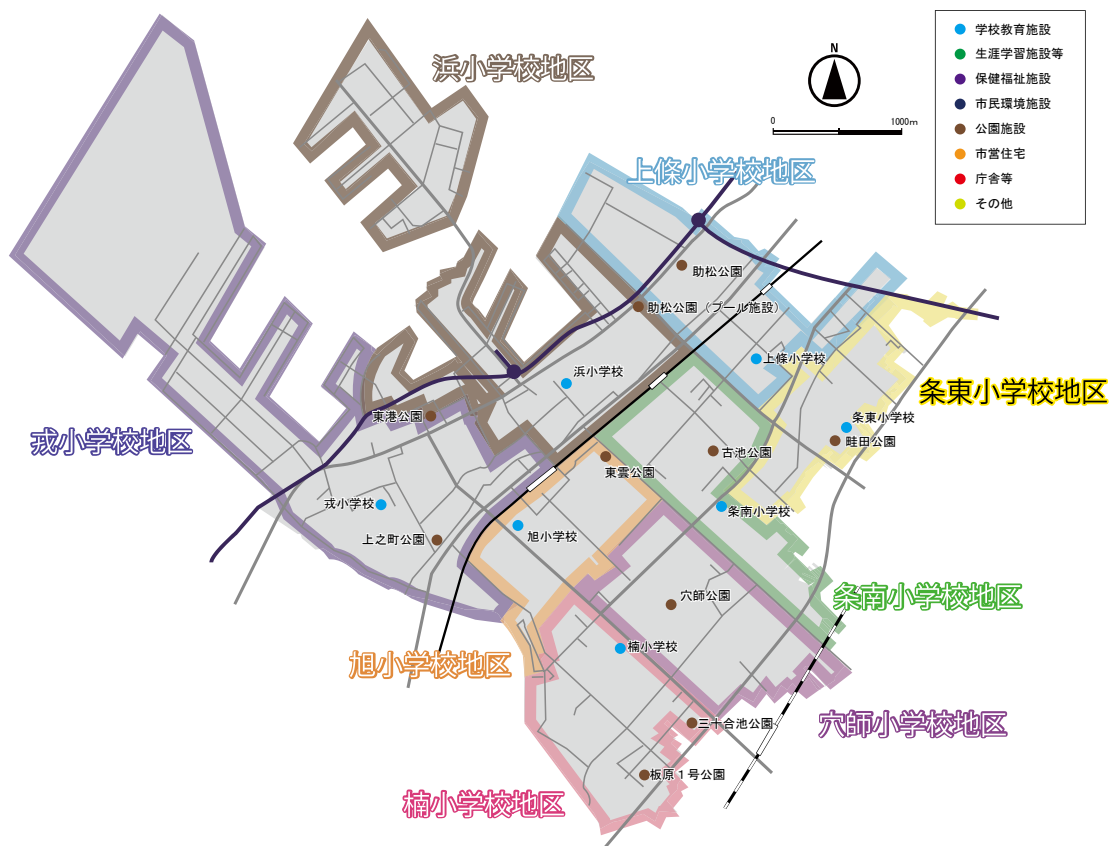 学校教育施設
生涯学習施設等
保健福祉施設
市民環境施設
公園施設
市営住宅
庁舎等
その他
N
0 1000m
浜小学校地区
上條小学校地区
助松公園
助松公園（プール施設）
上條小学校
浜小学校
条東小学校地区
条東小学校
畦田公園
東港公園
戎小学校地区
古池公園
東雲公園
戎小学校
条南小学校
上之町公園
旭小学校
穴師公園
条南小学校地区
楠小学校
旭小学校地区
三十合池公園
穴師小学校地区
板原１号公園
楠小学校地区